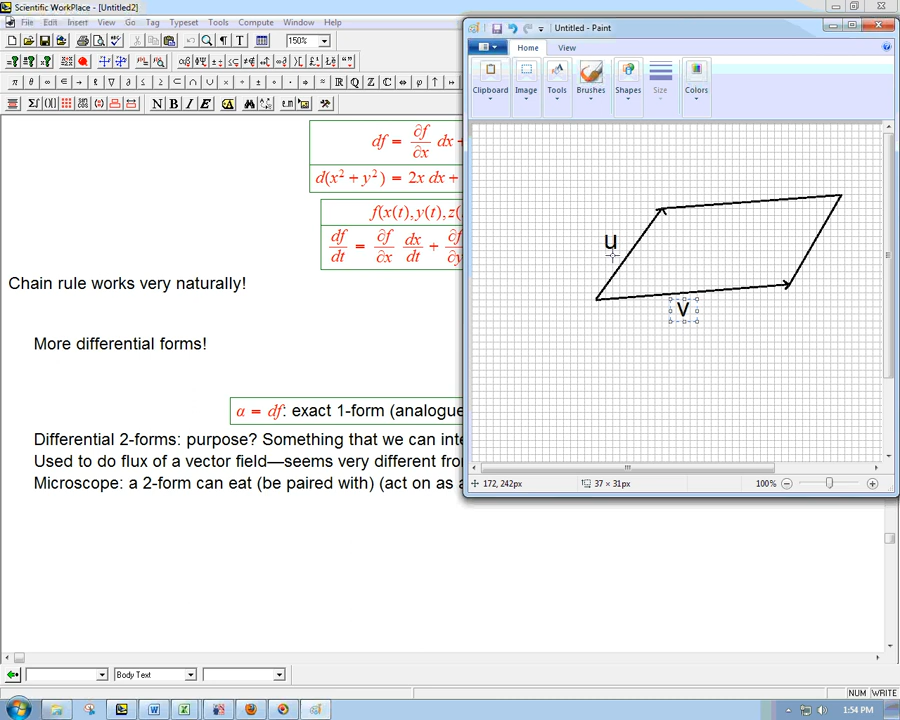 Scientific WorkPlace - [Untitled2]
File Edit Insert View Go Tag Typeset Tools Compute Window Help
150%
N B I E
df = ∂f/∂x dx
d(x² + y²) = 2x dx +
f(x(t), y(t), z(
df/dt = ∂f/∂x dx/dt + ∂f/∂
Chain rule works very naturally!
More differential forms!
α = df: exact 1-form (analogue
Differential 2-forms: purpose? Something that we can inte
Used to do flux of a vector field—seems very different fro
Microscope: a 2-form can eat (be paired with) (act on as a
Body Text
NUM WRITE
1:54 PM
Untitled - Paint
Home View
Clipboard Image Tools Brushes Shapes Size Colors
u
v
172, 242px 37 × 31px 100%